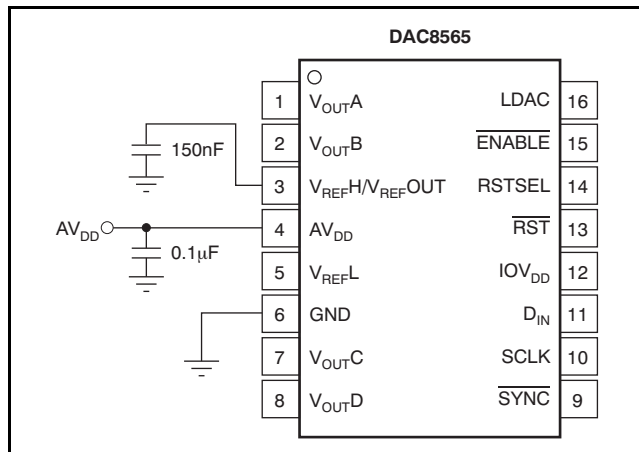 DAC8565
1 VOUTA LDAC 16
2 VOUTB ENABLE 15
150nF
3 VREFH/VREFOUT RSTSEL 14
AVDD 4 AVDD RST 13
0.1µF
5 VREFL IOVDD 12
6 GND DIN 11
7 VOUTC SCLK 10
8 VOUTD SYNC 9